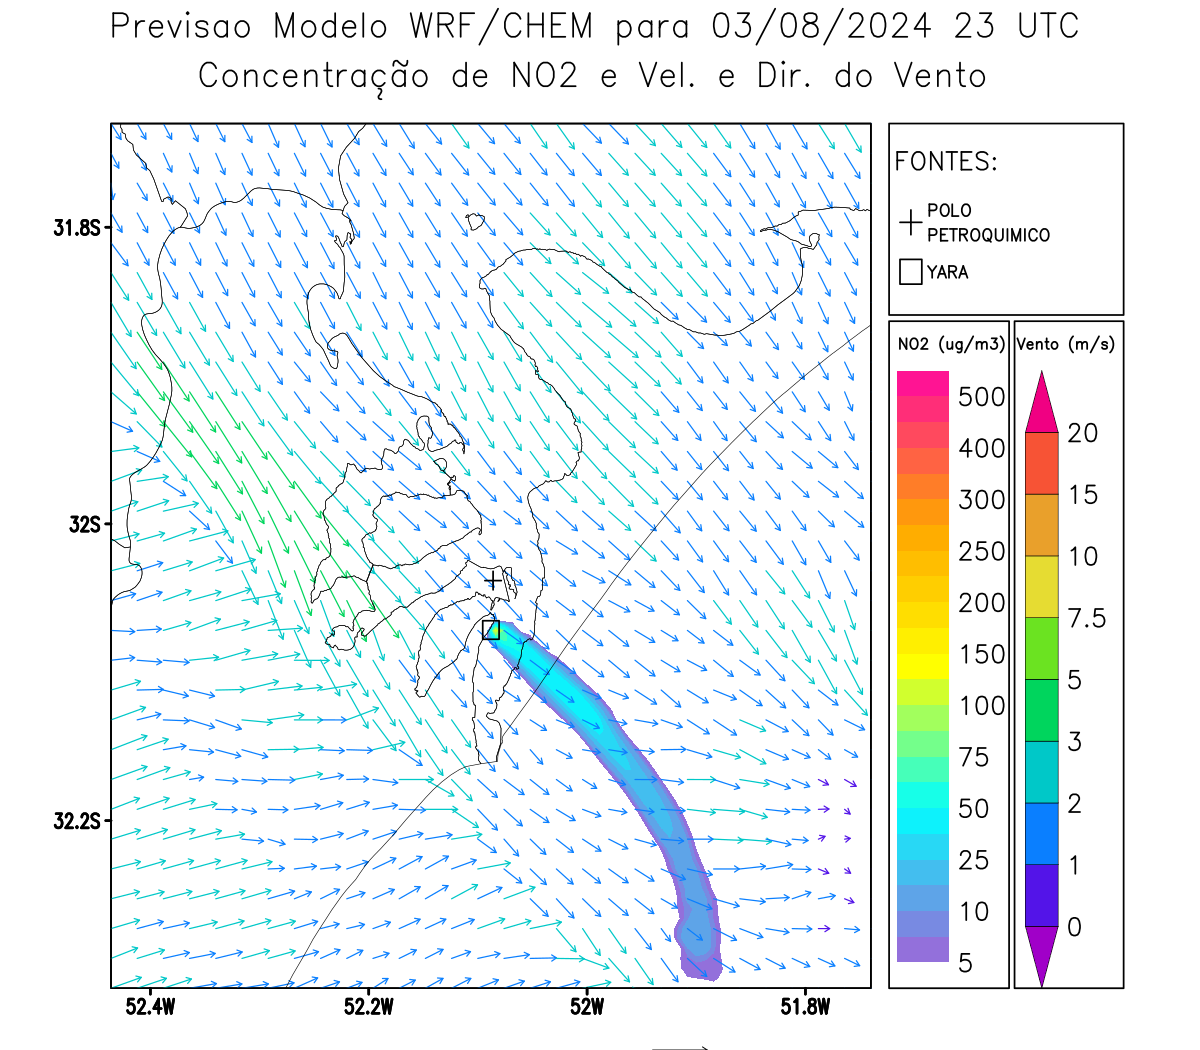 Previsao Modelo WRF/CHEM para 03/08/2024 23 UTC
Concentração de NO2 e Vel. e Dir. do Vento
FONTES:
POLO
PETROQUIMICO
YARA
NO2 (ug/m3)
500
400
300
250
200
150
100
75
50
25
10
5
Vento (m/s)
20
15
10
7.5
5
3
2
1
0
31.8S
32S
32.2S
52.4W
52.2W
52W
51.8W